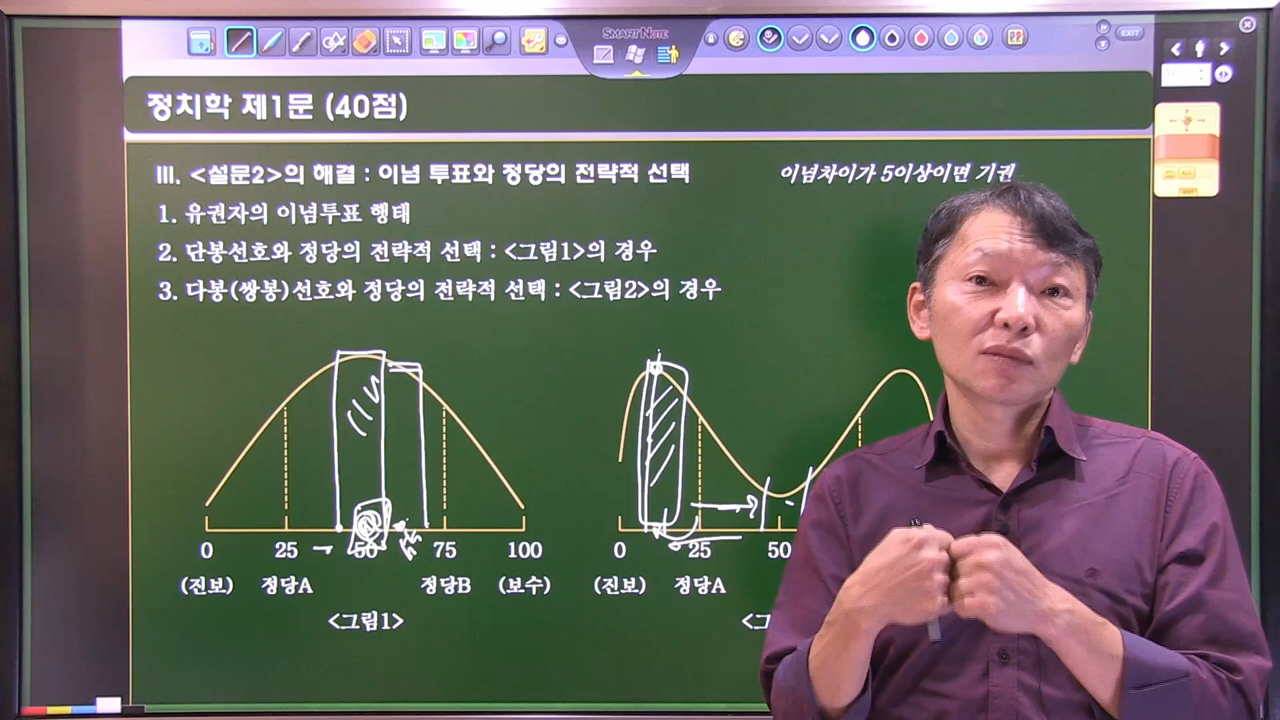 SMART NOTE
EXIT
정치학 제1문 (40점)
III. <설문2>의 해결 : 이념 투표와 정당의 전략적 선택
이념차이가 5이상이면 기권
1. 유권자의 이념투표 행태
2. 단봉선호와 정당의 전략적 선택 : <그림1>의 경우
3. 다봉(쌍봉)선호와 정당의 전략적 선택 : <그림2>의 경우
0 25 50 75 100
(진보) 정당A 정당B (보수)
<그림1>
0 25 50
(진보) 정당A